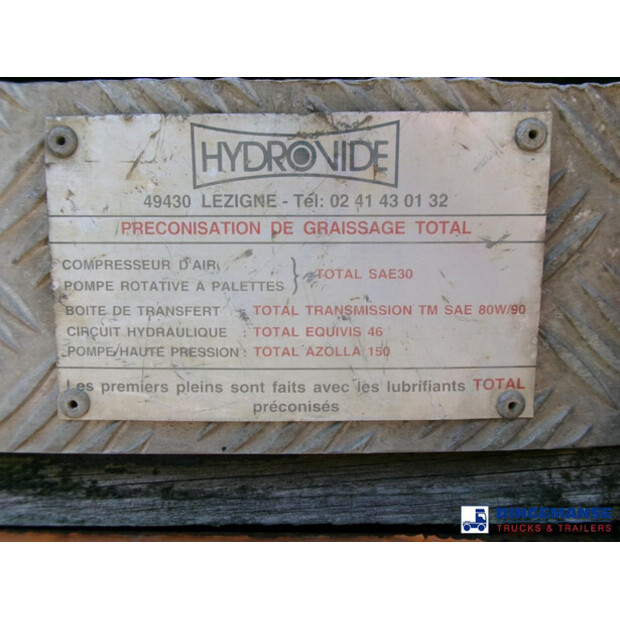 HYDROVIDE
49430 LEZIGNE - Tél: 02 41 43 01 32
PRECONISATION DE GRAISSAGE TOTAL
COMPRESSEUR D'AIR
POMPE ROTATIVE A PALETTES } TOTAL SAE30
BOITE DE TRANSFERT : TOTAL TRANSMISSION TM SAE 80W/90
CIRCUIT HYDRAULIQUE : TOTAL EQUIVIS 46
POMPE/HAUTE PRESSION : TOTAL AZOLLA 150
Les premiers pleins sont faits avec les lubrifiants TOTAL
préconisés
TRUCKS & TRAILERS